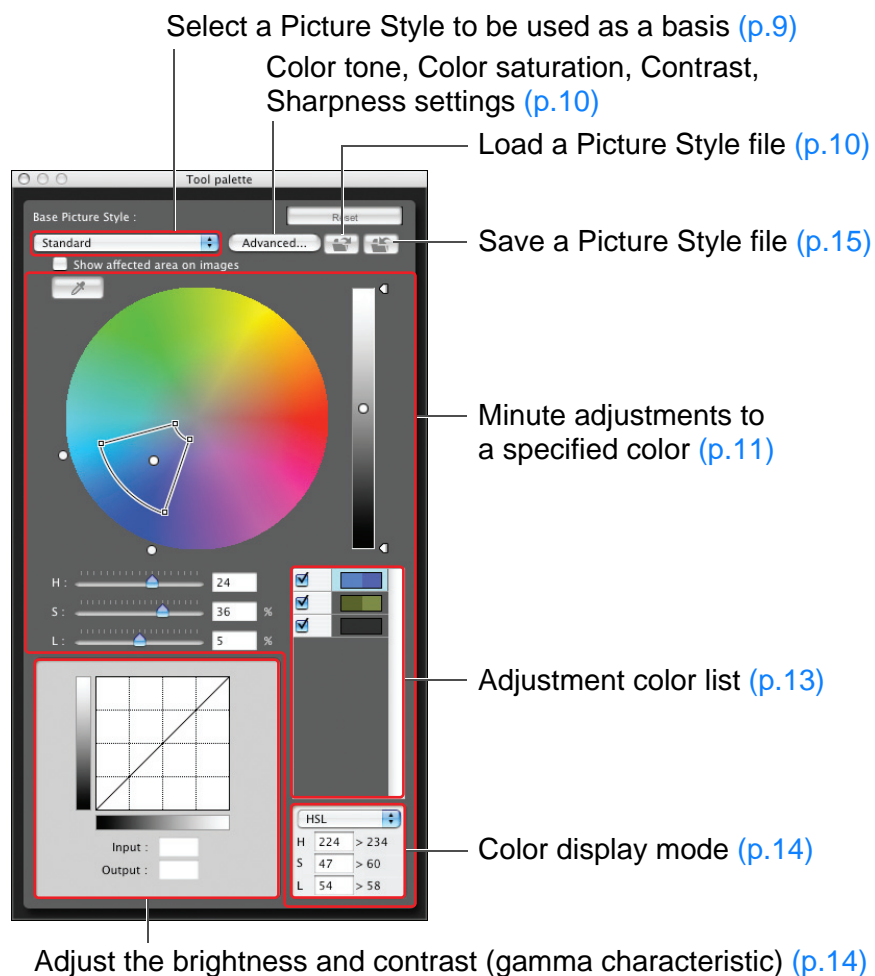 Select a Picture Style to be used as a basis (p.9)
Color tone, Color saturation, Contrast,
Sharpness settings (p.10)
Load a Picture Style file (p.10)
Tool palette
Base Picture Style :
Reset
Standard
Advanced...
Save a Picture Style file (p.15)
Show affected area on images
Minute adjustments to
a specified color (p.11)
H : 24
S : 36 %
L : 5 %
Adjustment color list (p.13)
HSL
H 224 > 234
S 47 > 60
L 54 > 58
Color display mode (p.14)
Input :
Output :
Adjust the brightness and contrast (gamma characteristic) (p.14)